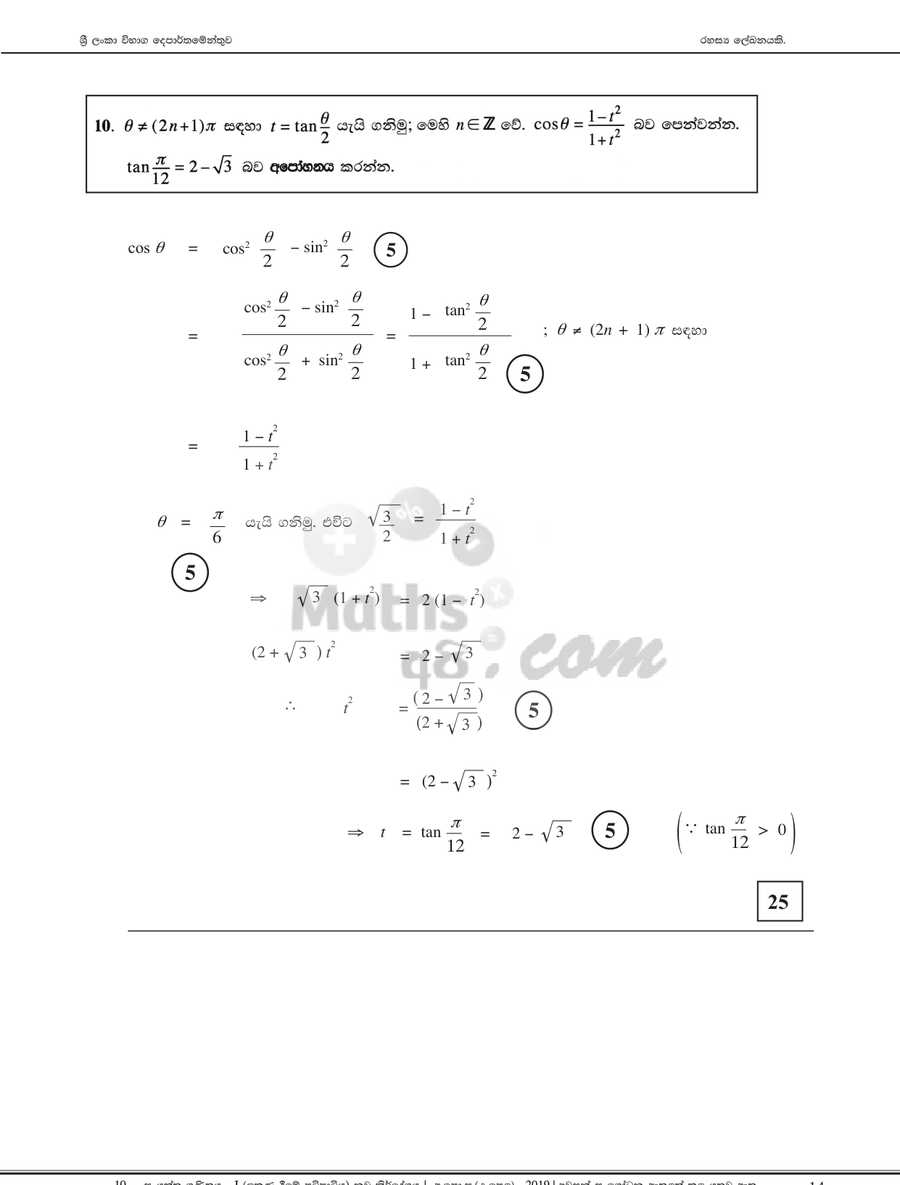 ශ්‍රී ලංකා විභාග දෙපාර්තමේන්තුව රහස්‍ය ලේඛනයකි.
10. θ ≠ (2n+1)π සඳහා t = tan θ/2 යැයි ගනිමු; මෙහි n ∈ ℤ වේ. cosθ = (1–t²)/(1+t²) බව පෙන්වන්න.
tan π/12 = 2 – √3 බව අපෝහනය කරන්න.
cos θ = cos² θ/2 – sin² θ/2 5
= (cos² θ/2 – sin² θ/2)/(cos² θ/2 + sin² θ/2) = (1 – tan² θ/2)/(1 + tan² θ/2) 5 ; θ ≠ (2n + 1) π සඳහා
= (1 – t²)/(1 + t²)
θ = π/6 යැයි ගනිමු. එවිට √3/2 = (1 – t²)/(1 + t²)
5
⇒ √3 (1 + t²) = 2 (1 – t²)
Maths
(2 + √3 ) t² = 2 – √3
.com
∴ t² = ( 2 – √3 )/(2 + √3 ) 5
= (2 – √3 )²
⇒ t = tan π/12 = 2 – √3 5 (∵ tan π/12 > 0)
25